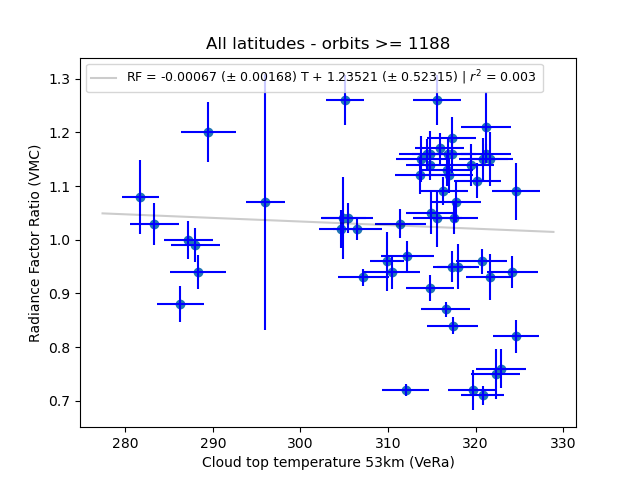 All latitudes - orbits >= 1188
RF = -0.00067 (± 0.00168) T + 1.23521 (± 0.52315) | r² = 0.003
1.3
1.2
1.1
1.0
0.9
0.8
0.7
Radiance Factor Ratio (VMC)
280 290 300 310 320 330
Cloud top temperature 53km (VeRa)